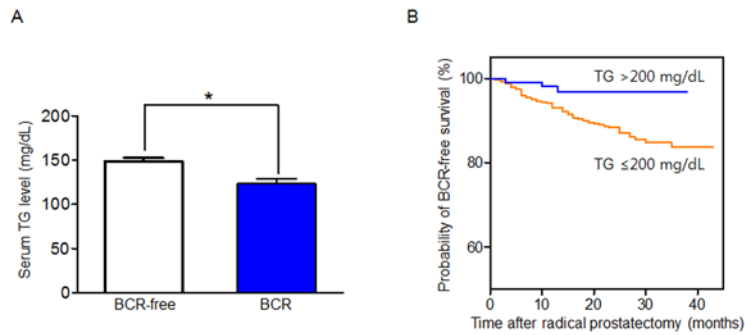 A
Serum TG level (mg/dL)
200
150
100
50
0
*
BCR-free
BCR
B
Probability of BCR-free survival (%)
100
80
60
TG >200 mg/dL
TG ≤200 mg/dL
0
10
20
30
40
Time after radical prostatectomy (months)